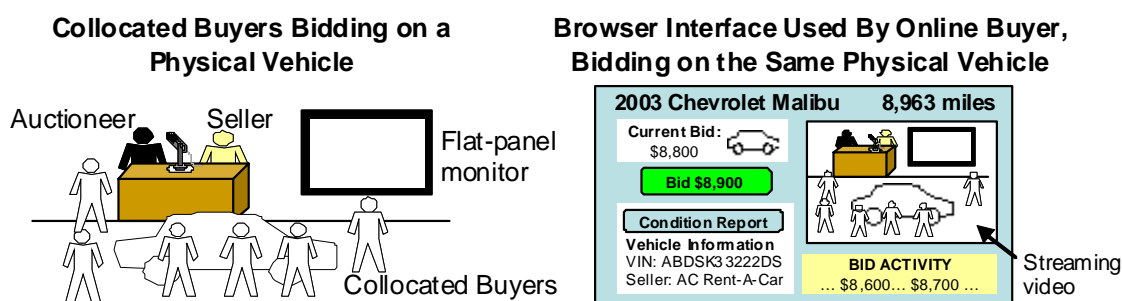 Collocated Buyers Bidding on a
Physical Vehicle
Auctioneer
Seller
Flat-panel
monitor
Collocated Buyers
Browser Interface Used By Online Buyer,
Bidding on the Same Physical Vehicle
2003 Chevrolet Malibu 8,963 miles
Current Bid:
$8,800
Bid $8,900
Condition Report
Vehicle Information
VIN: ABDSK33222DS
Seller: AC Rent-A-Car
BID ACTIVITY
... $8,600... $8,700 ...
Streaming
video